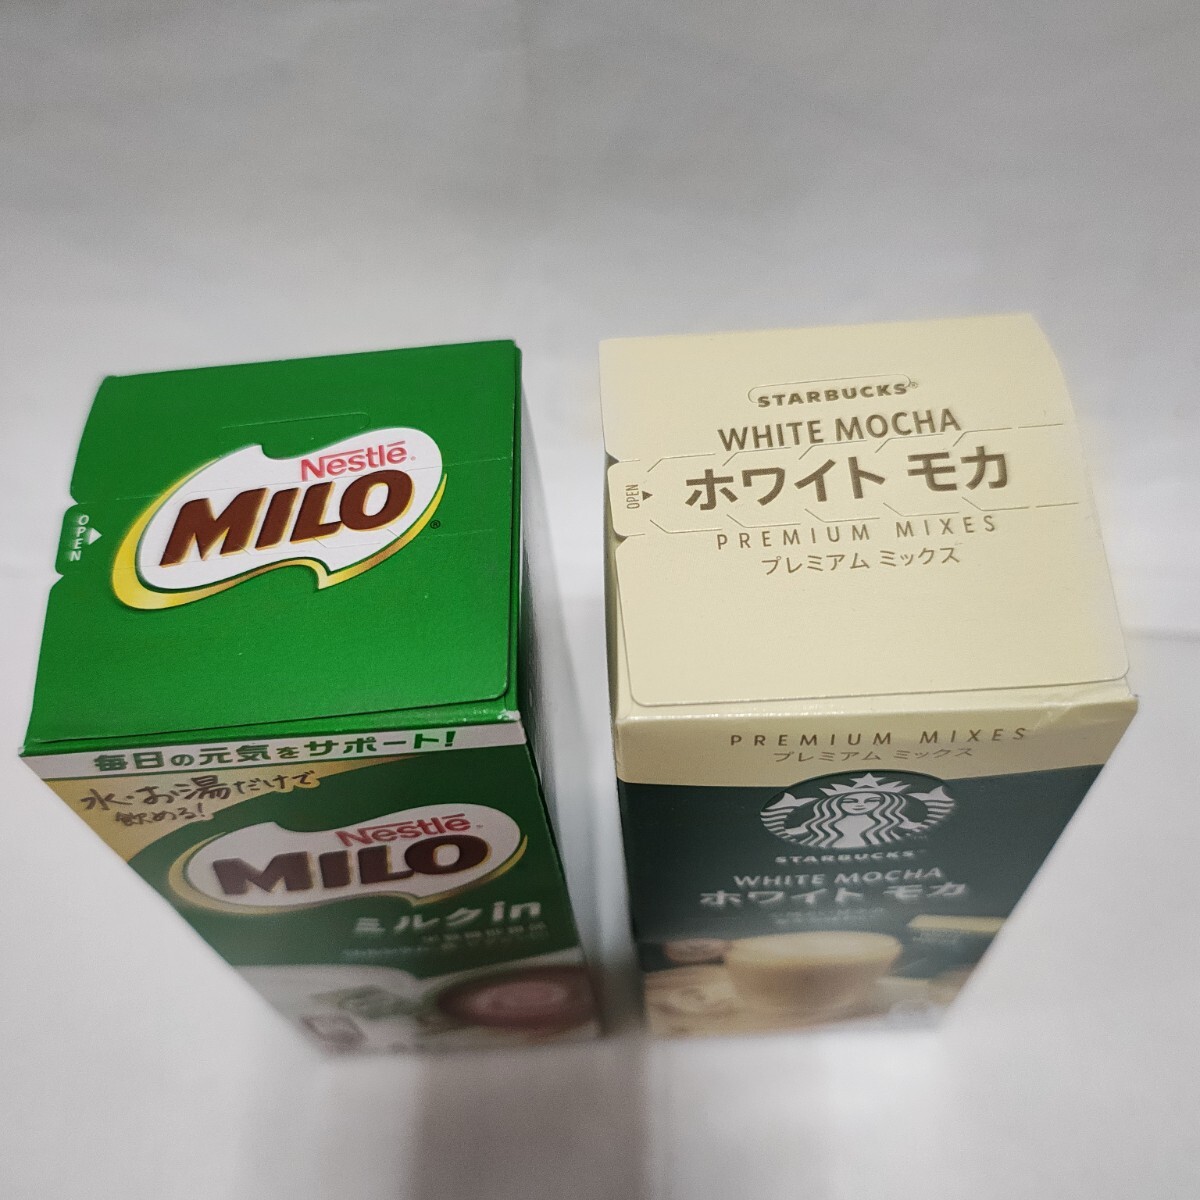 Nestlé®
MILO®
OPEN
毎日の元気をサポート!
水・お湯だけで
飲める!
Nestlé®
MILO
ミルクin
STARBUCKS®
WHITE MOCHA
ホワイト モカ
OPEN
PREMIUM MIXES
プレミアム ミックス
PREMIUM MIXES
プレミアム ミックス
STARBUCKS
WHITE MOCHA
ホワイト モカ